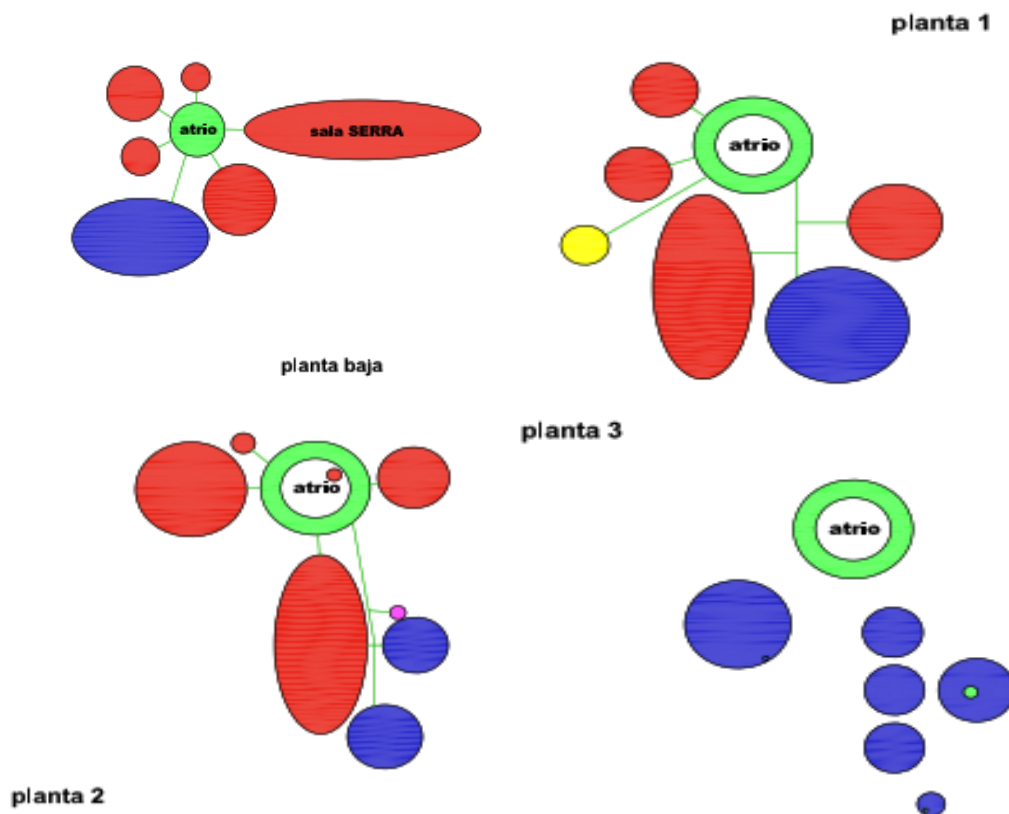 planta 1
atrio
sala SERRA
atrio
planta baja
planta 3
atrio
atrio
planta 2